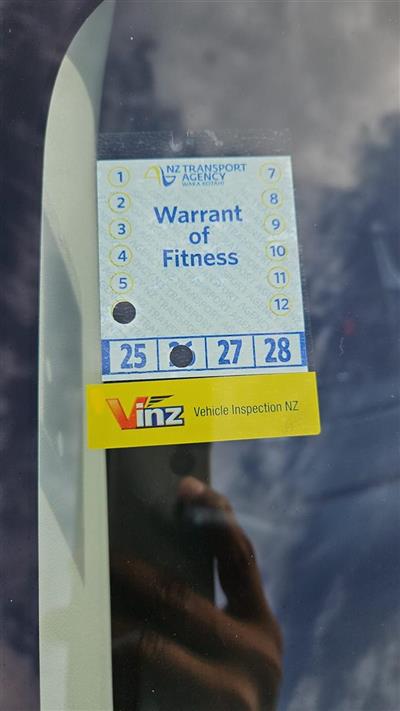 NZ TRANSPORT
AGENCY
WAKA KOTAHI
1
2
3
4
5
7
8
9
10
11
12
Warrant
of
Fitness
25 27 28
Vinz Vehicle Inspection NZ